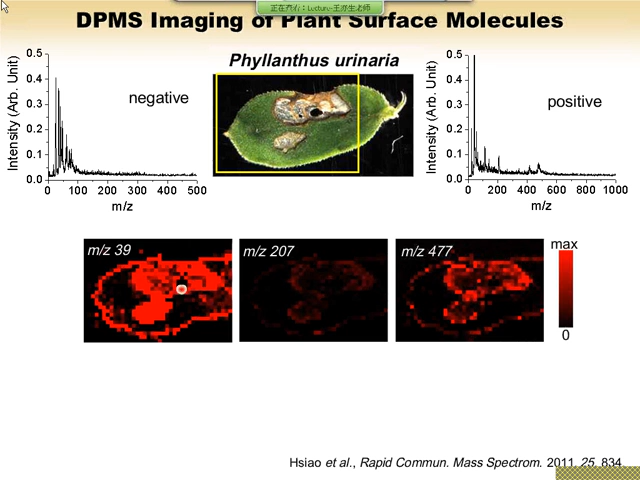 正在观看：Lecture-王亦生老师
DPMS Imaging of Plant Surface Molecules
Phyllanthus urinaria
negative
positive
Intensity (Arb. Unit)
0.5
0.4
0.3
0.2
0.1
0.0
0 100 200 300 400 500
m/z
Intensity (Arb. Unit)
0.5
0.4
0.3
0.2
0.1
0.0
0 200 400 600 800 1000
m/z
m/z 39
m/z 207
m/z 477
max
0
Hsiao et al., Rapid Commun. Mass Spectrom. 2011, 25, 834.